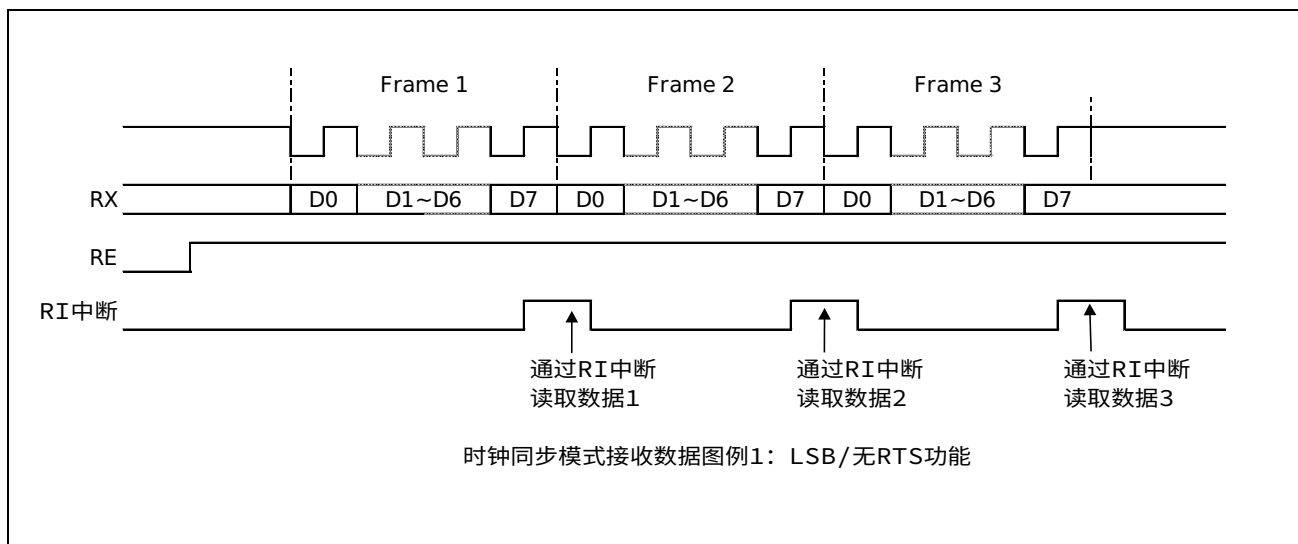 Frame 1 Frame 2 Frame 3
RX D0 D1~D6 D7 D0 D1~D6 D7 D0 D1~D6 D7
RE
RI中断
通过RI中断 通过RI中断 通过RI中断
读取数据1 读取数据2 读取数据3
时钟同步模式接收数据图例1：LSB/无RTS功能